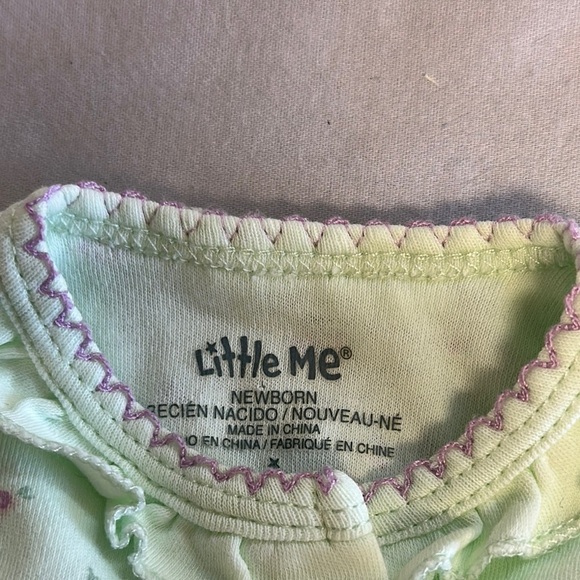 Little Me®
NEWBORN
RECIÉN NACIDO / NOUVEAU-NÉ
MADE IN CHINA
EN CHINA / FABRIQUÉ EN CHINE